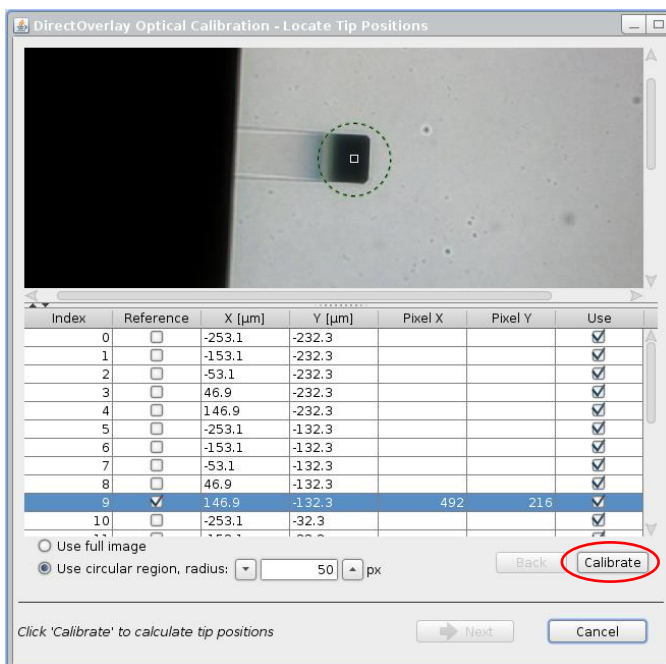 DirectOverlay Optical Calibration - Locate Tip Positions
Index Reference X [µm] Y [µm] Pixel X Pixel Y Use
0 -253.1 -232.3
1 -153.1 -232.3
2 -53.1 -232.3
3 46.9 -232.3
4 146.9 -232.3
5 -253.1 -132.3
6 -153.1 -132.3
7 -53.1 -132.3
8 46.9 -132.3
9 146.9 -132.3 492 216
10 -253.1 -32.3
Use full image
Use circular region, radius: 50 px
Back Calibrate
Click 'Calibrate' to calculate tip positions
Next Cancel